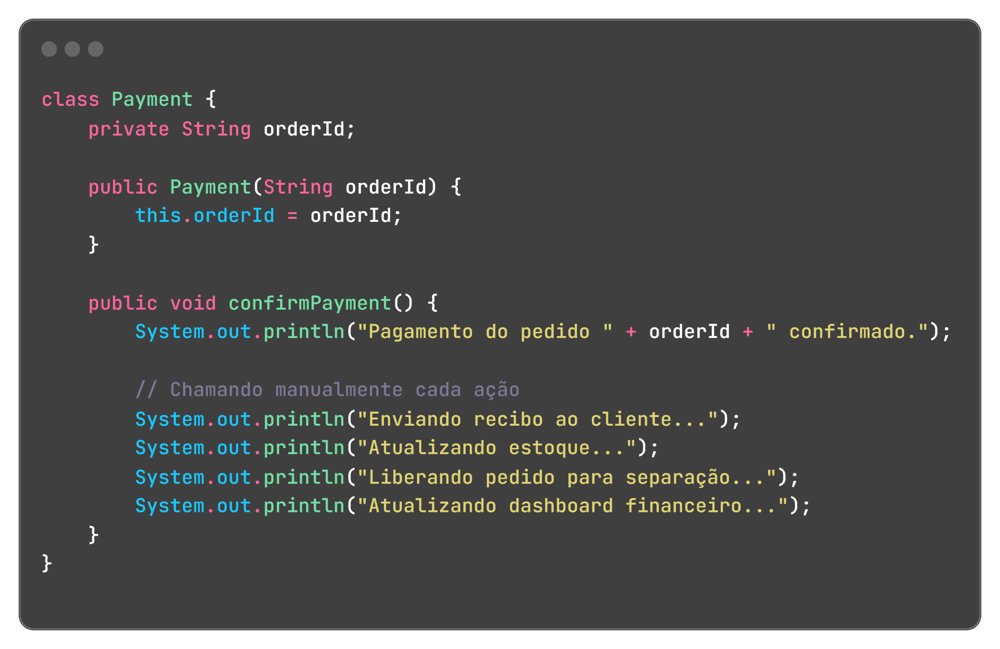 class Payment {
    private String orderId;

    public Payment(String orderId) {
        this.orderId = orderId;
    }

    public void confirmPayment() {
        System.out.println("Pagamento do pedido " + orderId + " confirmado.");

        // Chamando manualmente cada ação
        System.out.println("Enviando recibo ao cliente...");
        System.out.println("Atualizando estoque...");
        System.out.println("Liberando pedido para separação...");
        System.out.println("Atualizando dashboard financeiro...");
    }
}